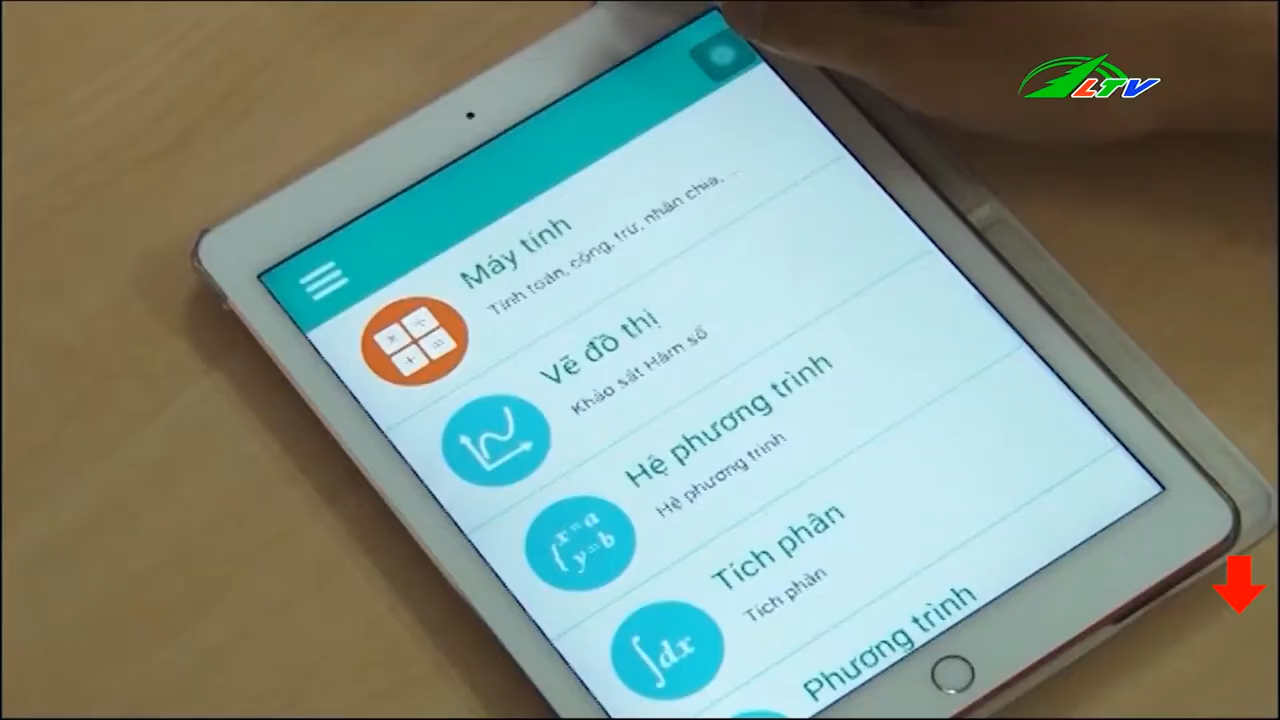 LTV
Máy tính
Tính toán, cộng, trừ, nhân chia, ...
Vẽ đồ thị
Khảo sát Hàm số
Hệ phương trình
Hệ phương trình
x=a
y=b
Tích phân
Tích phân
∫dx
Phương trình